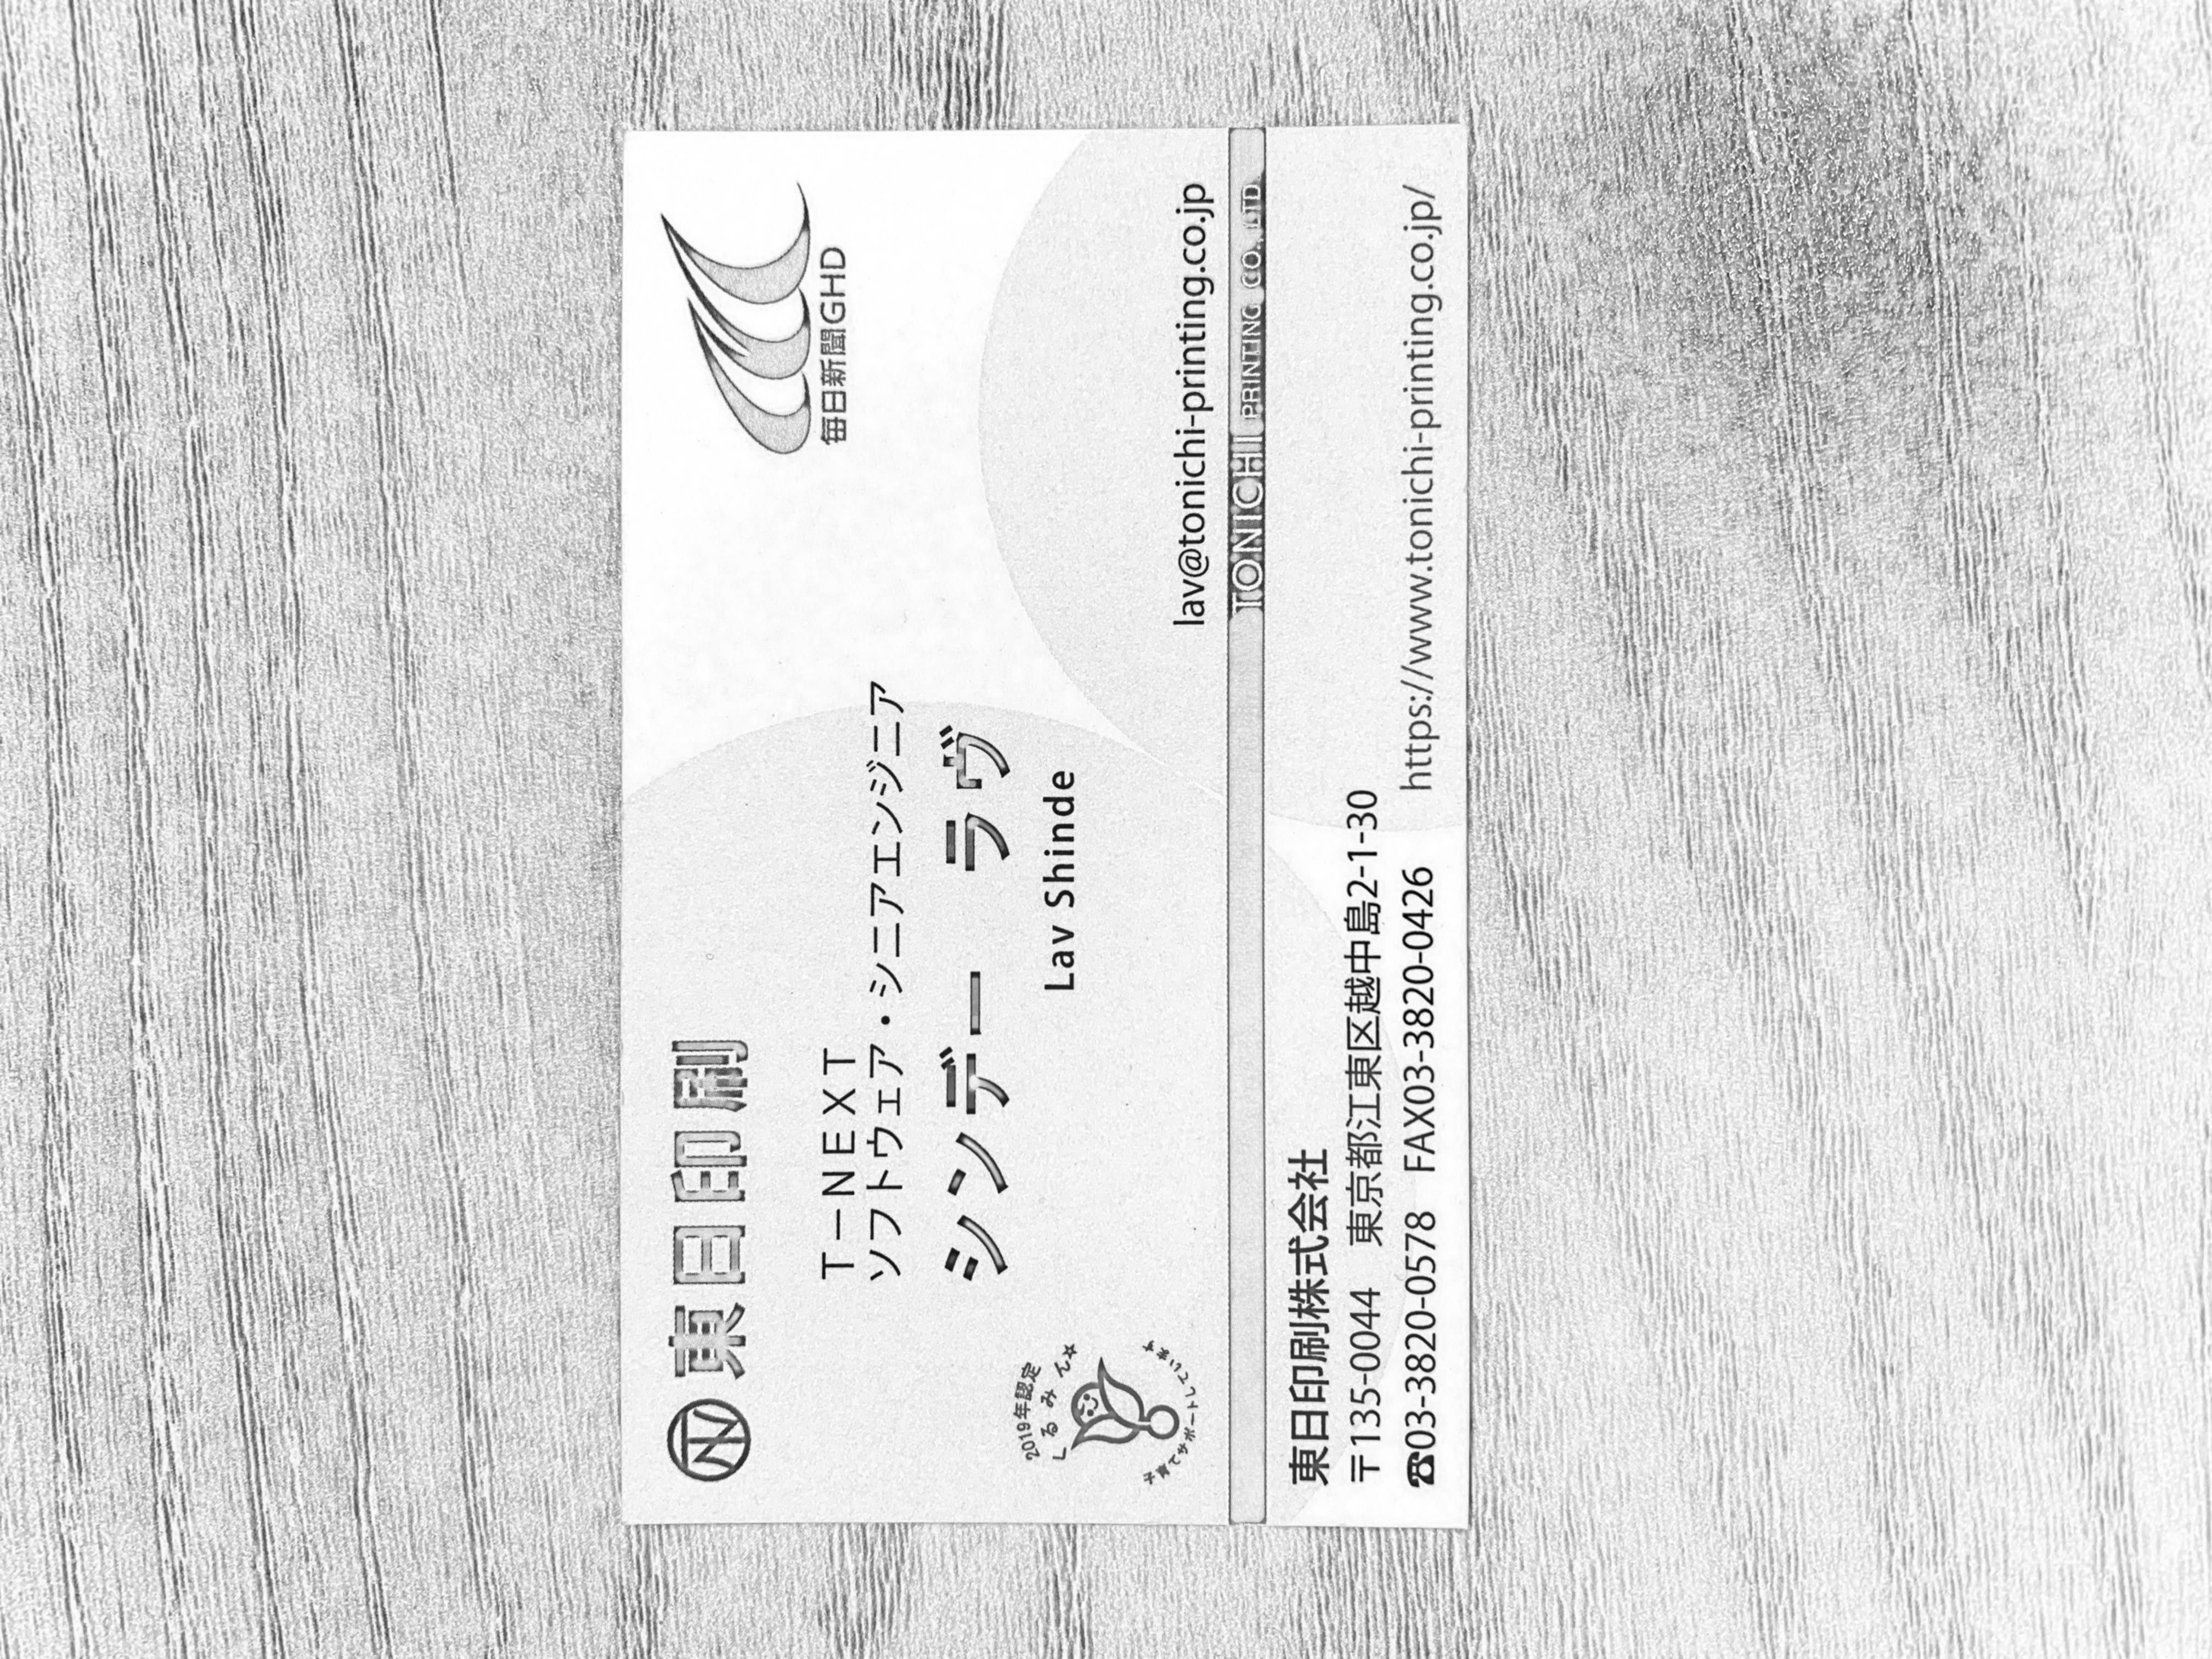 東日印刷
毎日新聞GHD
T－NEXT
ソフトウェア・シニアエンジニア
シンデー　ラヴ
Lav Shinde
2019年認定
くるみん☆
子育てサポートしています
lav@tonichi-printing.co.jp
TONICHI PRINTING CO.,LTD
東日印刷株式会社
〒135-0044　東京都江東区越中島2-1-30
☎03-3820-0578　FAX03-3820-0426　https://www.tonichi-printing.co.jp/